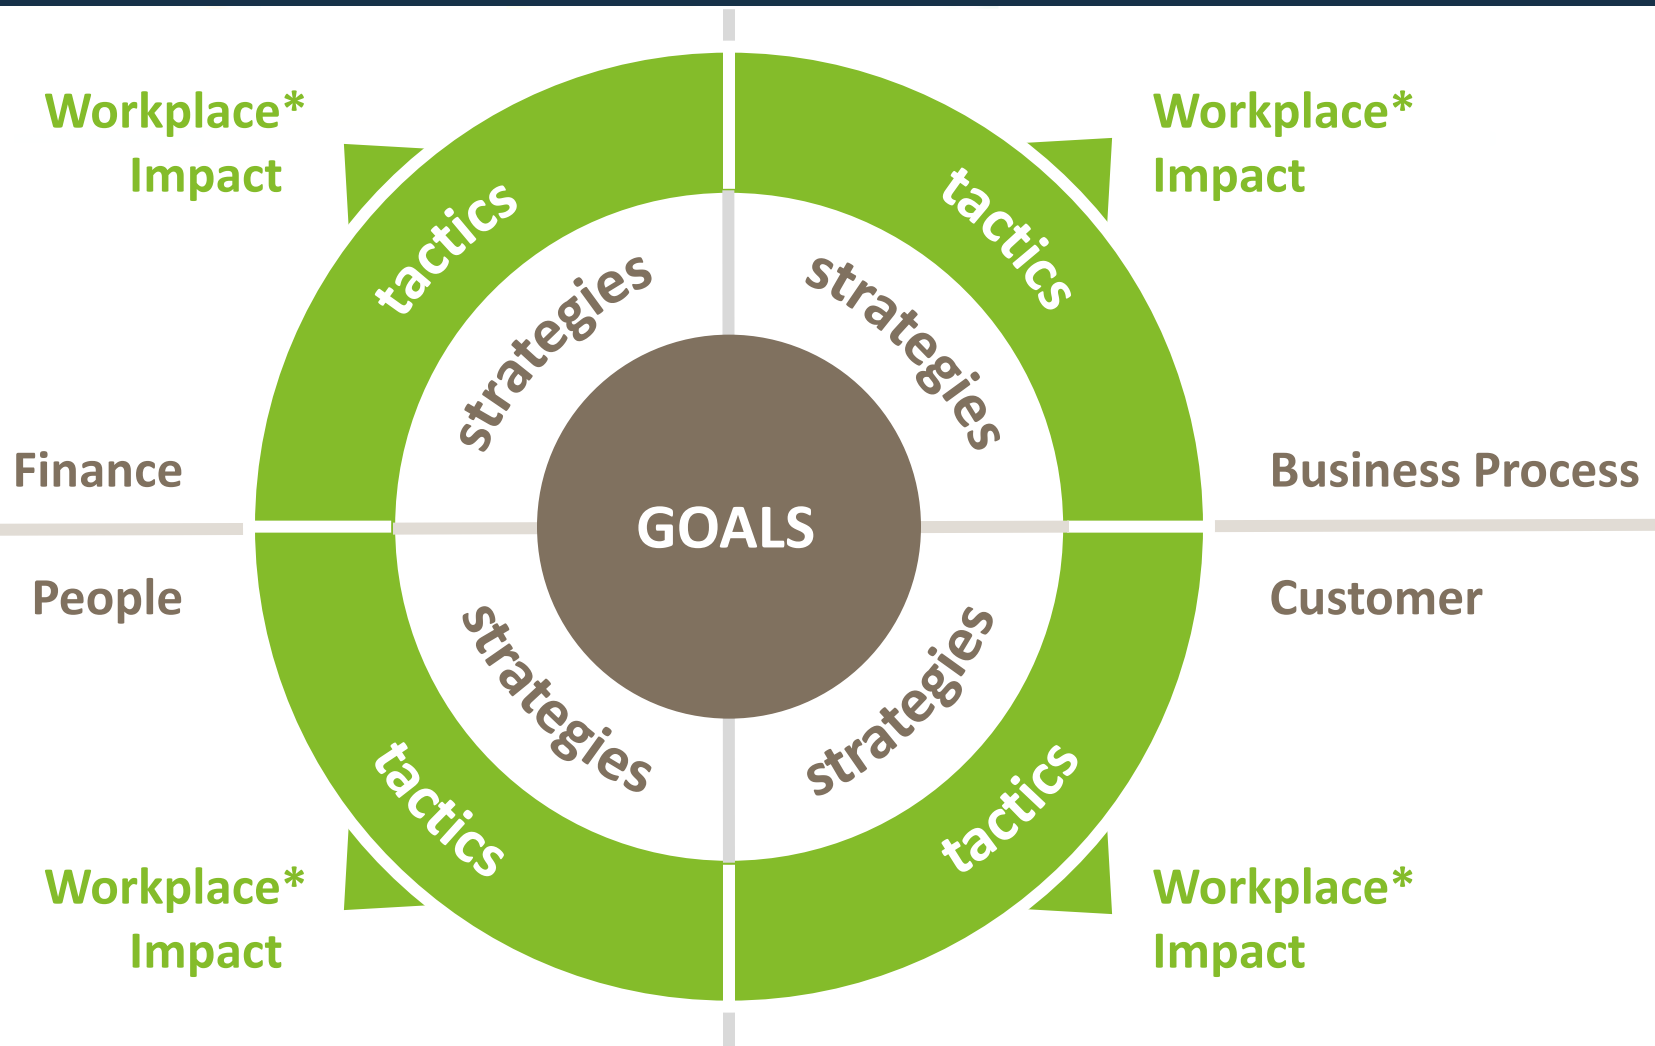 Workplace*
Impact
Workplace*
Impact
tactics
tactics
strategies
strategies
Finance
Business Process
GOALS
People
Customer
strategies
strategies
tactics
tactics
Workplace*
Impact
Workplace*
Impact